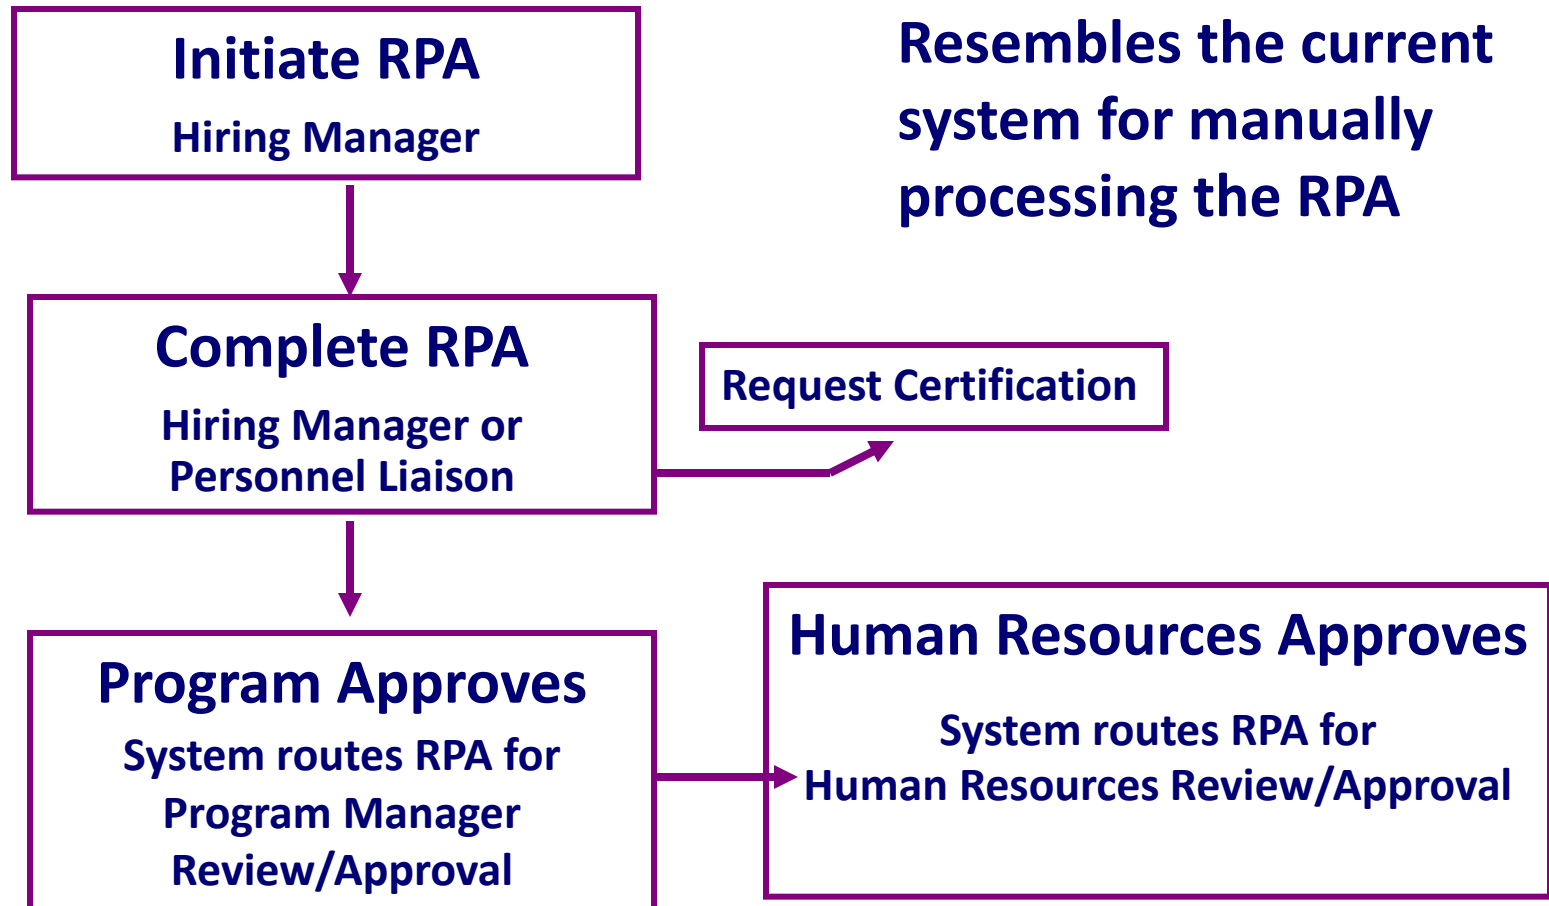 Initiate RPA
Hiring Manager
Resembles the current
system for manually
processing the RPA
Complete RPA
Hiring Manager or
Personnel Liaison
Request Certification
Program Approves
System routes RPA for
Program Manager
Review/Approval
Human Resources Approves
System routes RPA for
Human Resources Review/Approval